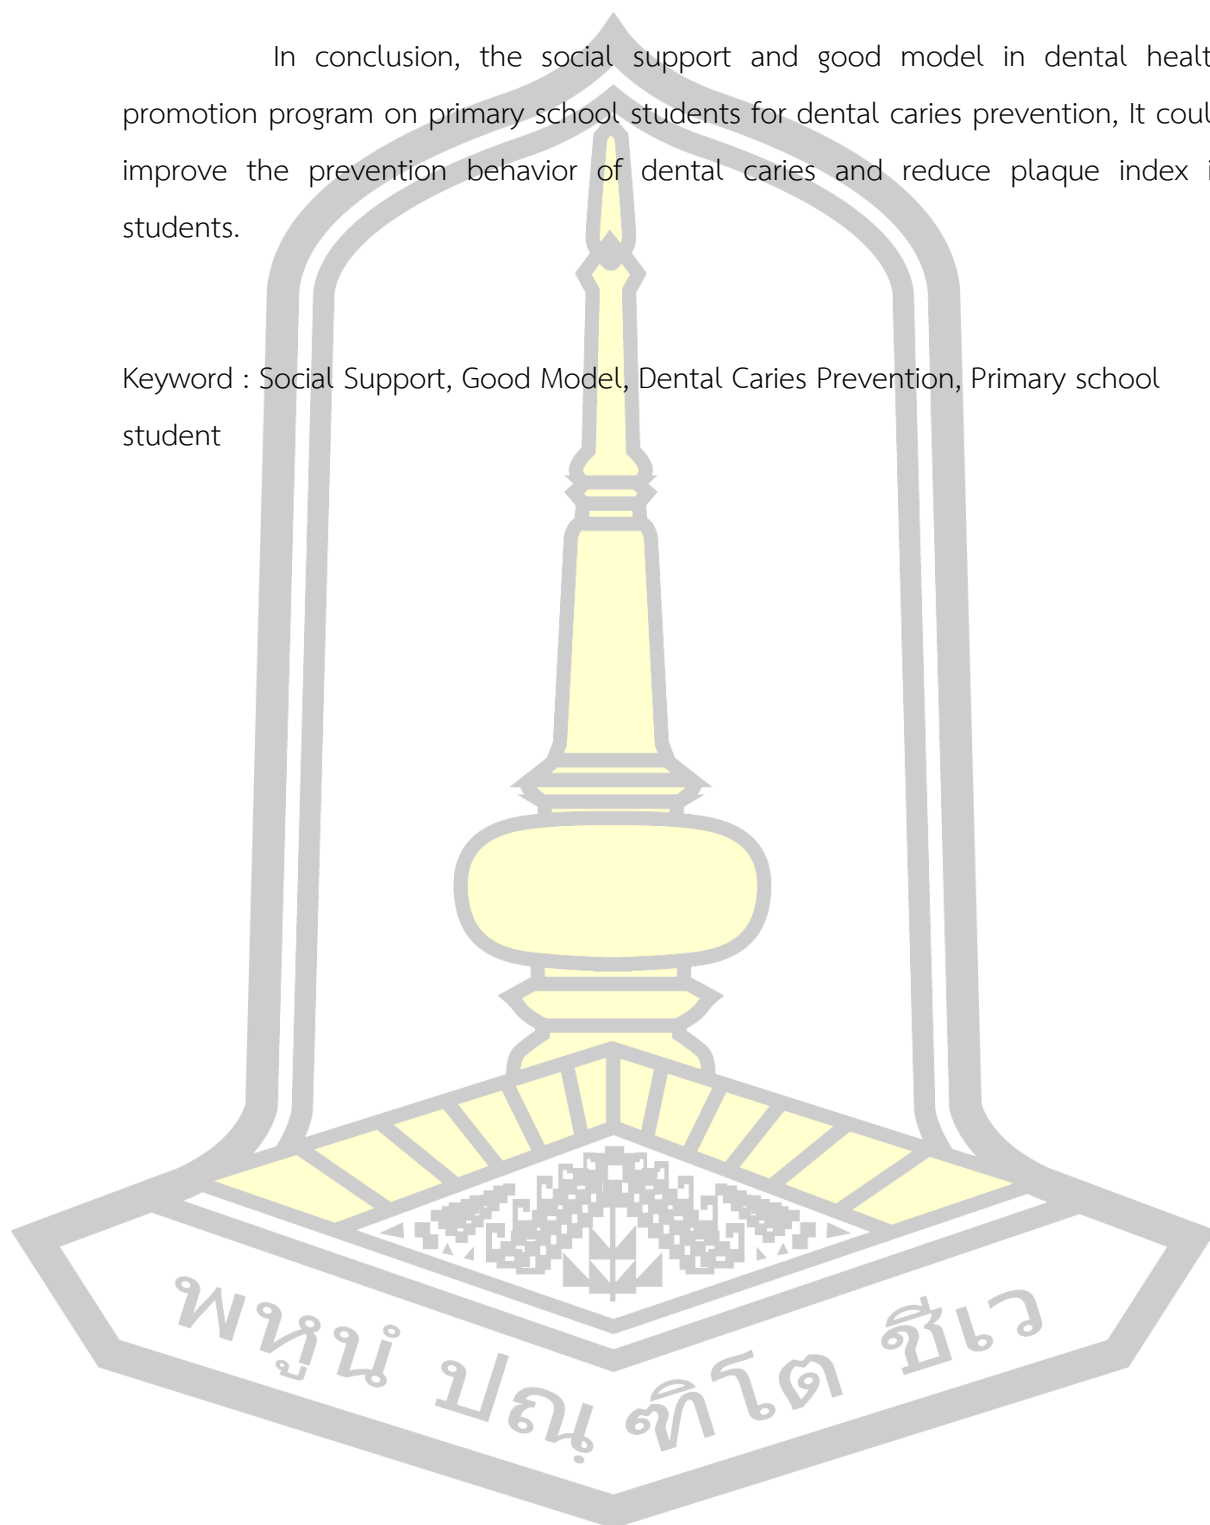 In conclusion, the social support and good model in dental healt
promotion program on primary school students for dental caries prevention, It coul
improve the prevention behavior of dental caries and reduce plaque index i
students.
Keyword : Social Support, Good Model, Dental Caries Prevention, Primary school
student
พหูนํ ปณฺฑิโต ชีเว